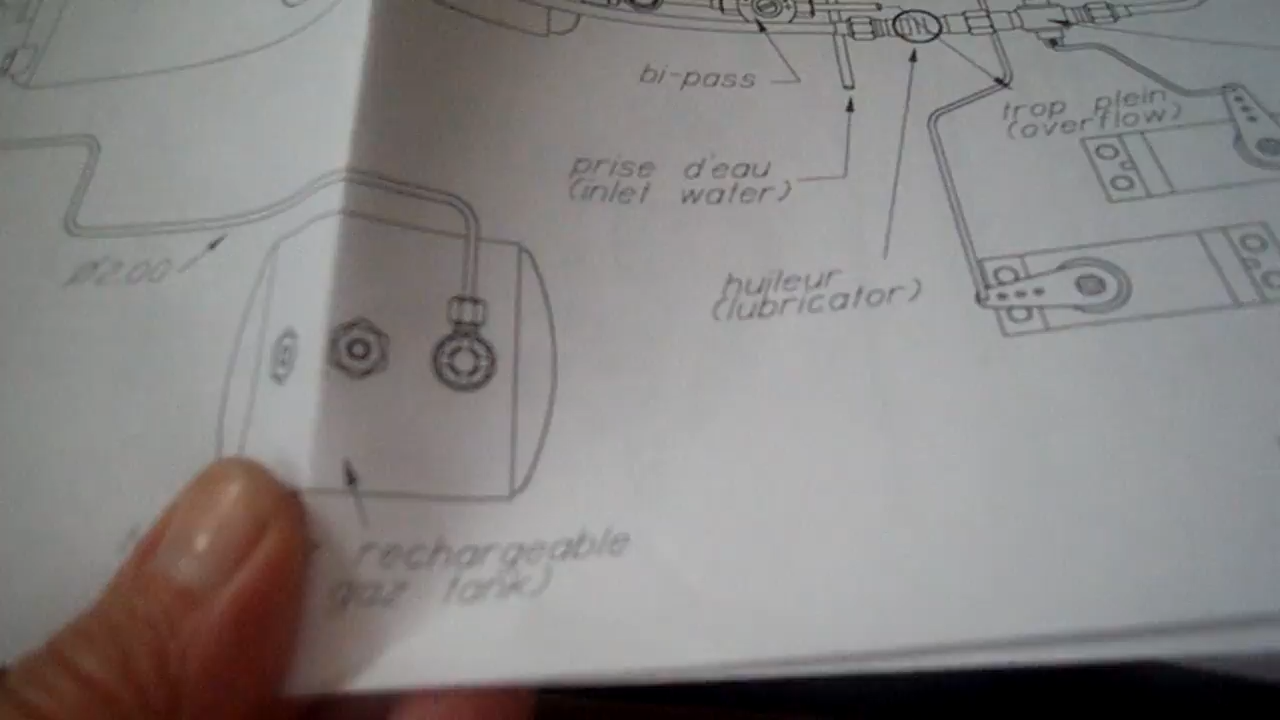 bi-pass
trop plein
(overflow)
prise d'eau
(inlet water)
Ø2.00
huileur
(lubricator)
rechargeable
gaz tank)